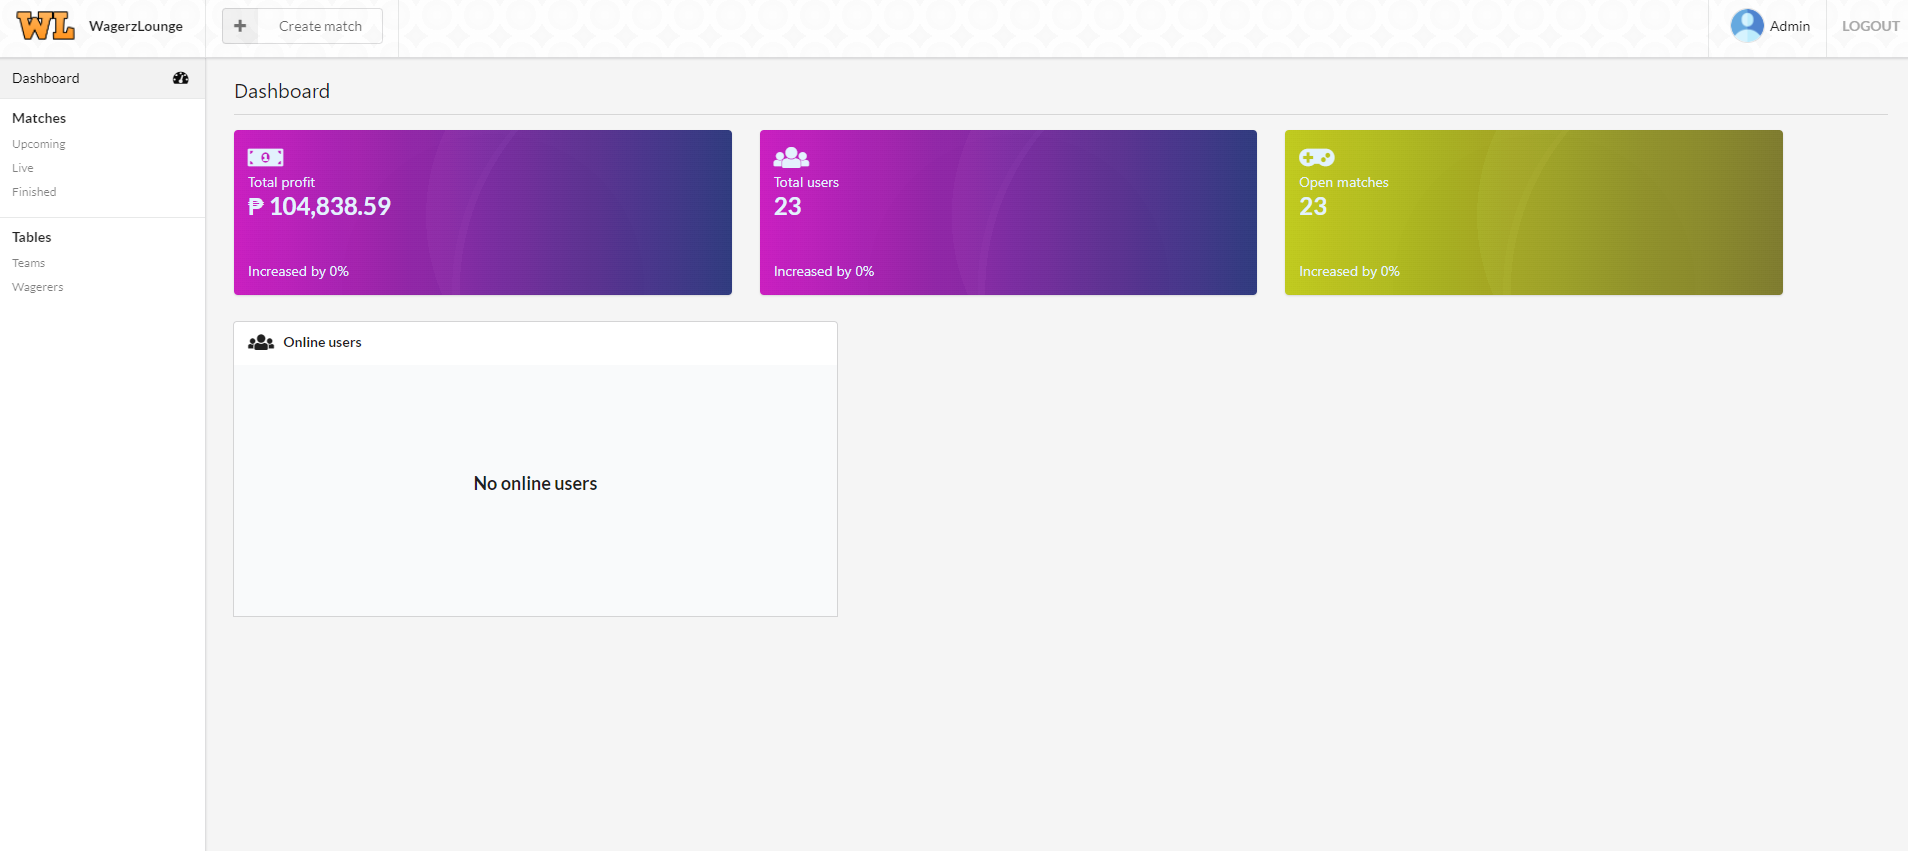 WL WagerzLounge
Create match
Admin
LOGOUT
Dashboard
Matches
Upcoming
Live
Finished
Tables
Teams
Wagerers
Dashboard
Total profit
₱ 104,838.59
Increased by 0%
Total users
23
Increased by 0%
Open matches
23
Increased by 0%
Online users
No online users